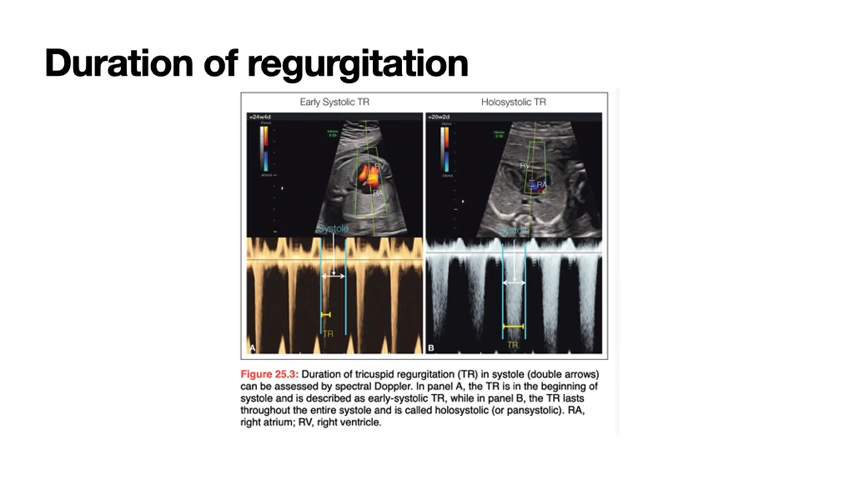 Duration of regurgitation
Early Systolic TR
Holosystolic TR
=24w4d
=20w2d
RV
RA
RV
RA
Systole
TR
TR
A
B
Figure 25.3: Duration of tricuspid regurgitation (TR) in systole (double arrows)
can be assessed by spectral Doppler. In panel A, the TR is in the beginning of
systole and is described as early-systolic TR, while in panel B, the TR lasts
throughout the entire systole and is called holosystolic (or pansystolic). RA,
right atrium; RV, right ventricle.